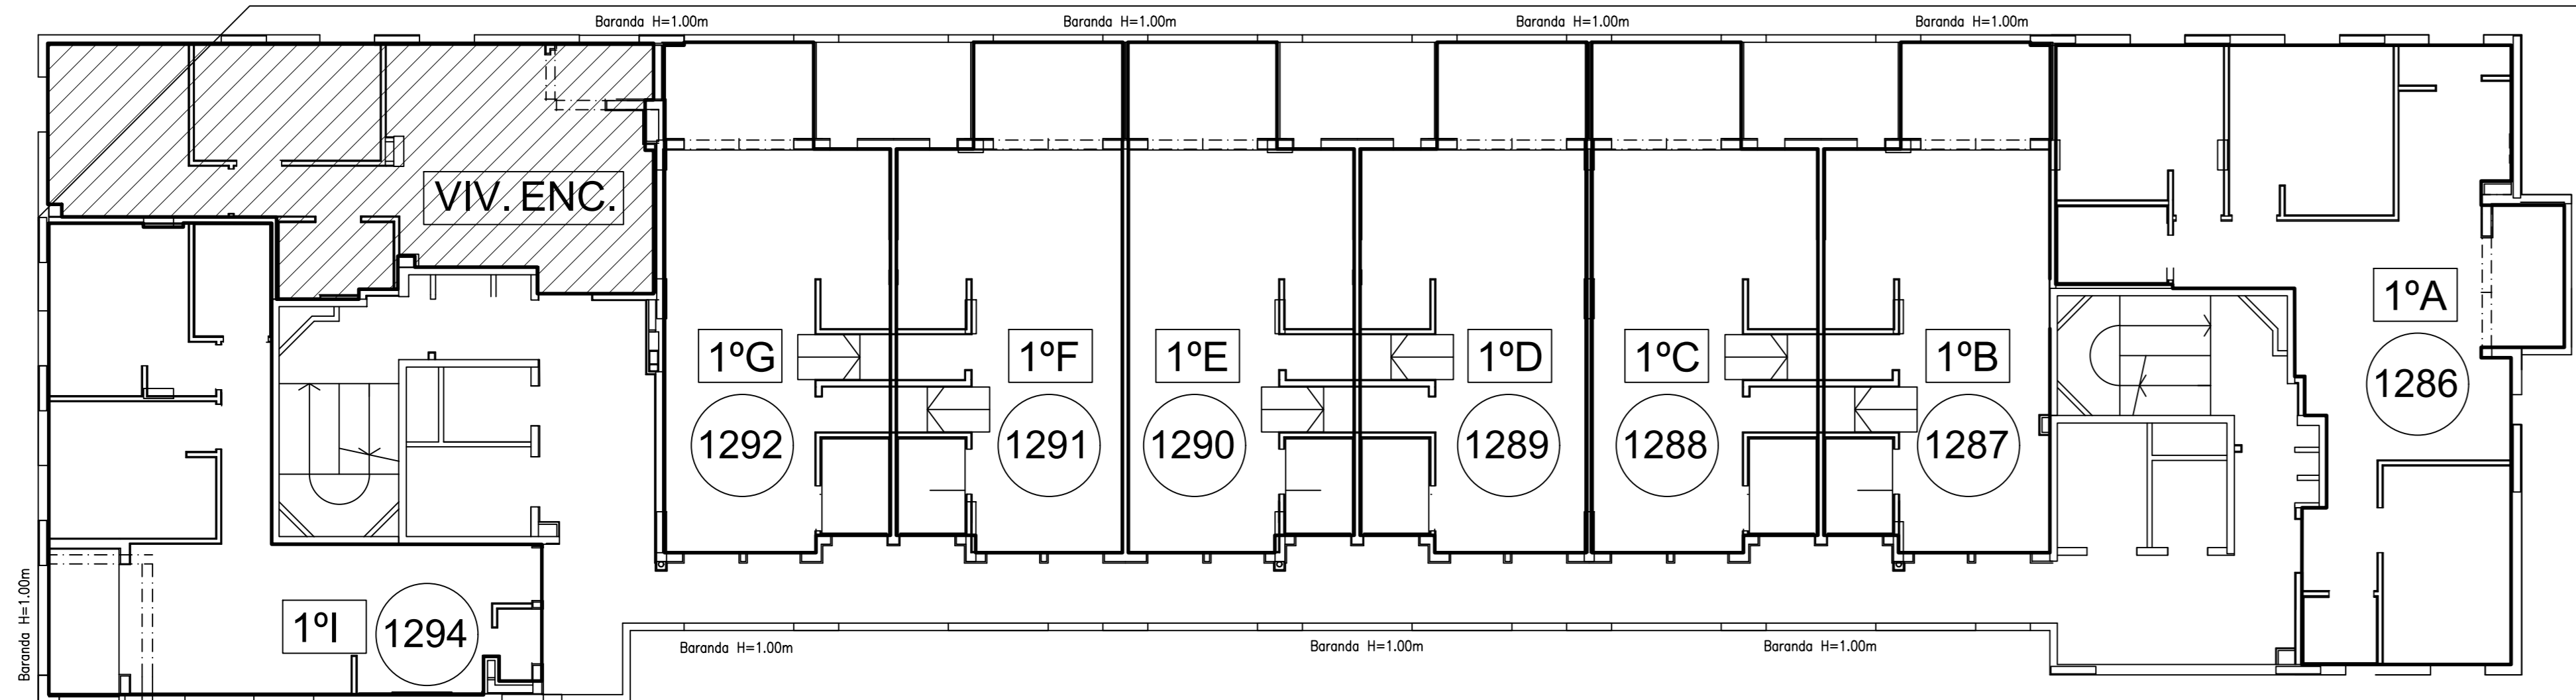 Baranda H=1.00m
Baranda H=1.00m
Baranda H=1.00m
Baranda H=1.00m
VIV. ENC.
1ºA
1286
1ºG
1ºF
1ºE
1ºD
1ºC
1ºB
1292
1291
1290
1289
1288
1287
Baranda H=1.00m
1ºI
1294
Baranda H=1.00m
Baranda H=1.00m
Baranda H=1.00m